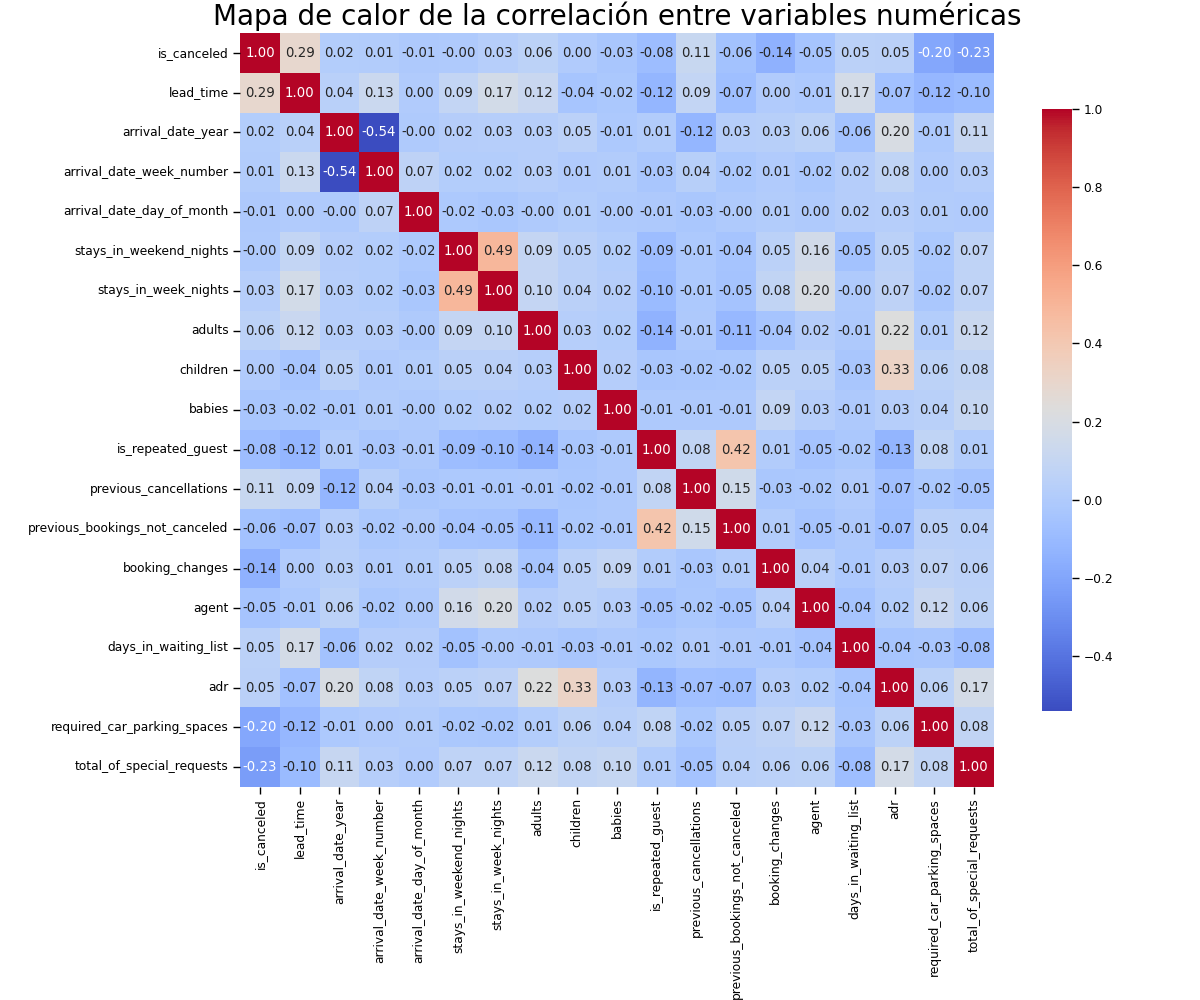 Mapa de calor de la correlación entre variables numéricas
is_canceled 1.00 0.29 0.02 0.01 -0.01 -0.00 0.03 0.06 0.00 -0.03 -0.08 0.11 -0.06 -0.14 -0.05 0.05 0.05 -0.20 -0.23
lead_time 0.29 1.00 0.04 0.13 0.00 0.09 0.17 0.12 -0.04 -0.02 -0.12 0.09 -0.07 0.00 -0.01 0.17 -0.07 -0.12 -0.10
arrival_date_year 0.02 0.04 1.00 -0.54 -0.00 0.02 0.03 0.03 0.05 -0.01 0.01 -0.12 0.03 0.03 0.06 -0.06 0.20 -0.01 0.11
arrival_date_week_number 0.01 0.13 -0.54 1.00 0.07 0.02 0.02 0.03 0.01 0.01 -0.03 0.04 -0.02 0.01 -0.02 0.02 0.08 0.00 0.03
arrival_date_day_of_month -0.01 0.00 -0.00 0.07 1.00 -0.02 -0.03 -0.00 0.01 -0.00 -0.01 -0.03 -0.00 0.01 0.00 0.02 0.03 0.01 0.00
stays_in_weekend_nights -0.00 0.09 0.02 0.02 -0.02 1.00 0.49 0.09 0.05 0.02 -0.09 -0.01 -0.04 0.05 0.16 -0.05 0.05 -0.02 0.07
stays_in_week_nights 0.03 0.17 0.03 0.02 -0.03 0.49 1.00 0.10 0.04 0.02 -0.10 -0.01 -0.05 0.08 0.20 -0.00 0.07 -0.02 0.07
adults 0.06 0.12 0.03 0.03 -0.00 0.09 0.10 1.00 0.03 0.02 -0.14 -0.01 -0.11 -0.04 0.02 -0.01 0.22 0.01 0.12
children 0.00 -0.04 0.05 0.01 0.01 0.05 0.04 0.03 1.00 0.02 -0.03 -0.02 -0.02 0.05 0.05 -0.03 0.33 0.06 0.08
babies -0.03 -0.02 -0.01 0.01 -0.00 0.02 0.02 0.02 0.02 1.00 -0.01 -0.01 -0.01 0.09 0.03 -0.01 0.03 0.04 0.10
is_repeated_guest -0.08 -0.12 0.01 -0.03 -0.01 -0.09 -0.10 -0.14 -0.03 -0.01 1.00 0.08 0.42 0.01 -0.05 -0.02 -0.13 0.08 0.01
previous_cancellations 0.11 0.09 -0.12 0.04 -0.03 -0.01 -0.01 -0.01 -0.02 -0.01 0.08 1.00 0.15 -0.03 -0.02 0.01 -0.07 -0.02 -0.05
previous_bookings_not_canceled -0.06 -0.07 0.03 -0.02 -0.00 -0.04 -0.05 -0.11 -0.02 -0.01 0.42 0.15 1.00 0.01 -0.05 -0.01 -0.07 0.05 0.04
booking_changes -0.14 0.00 0.03 0.01 0.01 0.05 0.08 -0.04 0.05 0.09 0.01 -0.03 0.01 1.00 0.04 -0.01 0.03 0.07 0.06
agent -0.05 -0.01 0.06 -0.02 0.00 0.16 0.20 0.02 0.05 0.03 -0.05 -0.02 -0.05 0.04 1.00 -0.04 0.02 0.12 0.06
days_in_waiting_list 0.05 0.17 -0.06 0.02 0.02 -0.05 -0.00 -0.01 -0.03 -0.01 -0.02 0.01 -0.01 -0.01 -0.04 1.00 -0.04 -0.03 -0.08
adr 0.05 -0.07 0.20 0.08 0.03 0.05 0.07 0.22 0.33 0.03 -0.13 -0.07 -0.07 0.03 0.02 -0.04 1.00 0.06 0.17
required_car_parking_spaces -0.20 -0.12 -0.01 0.00 0.01 -0.02 -0.02 0.01 0.06 0.04 0.08 -0.02 0.05 0.07 0.12 -0.03 0.06 1.00 0.08
total_of_special_requests -0.23 -0.10 0.11 0.03 0.00 0.07 0.07 0.12 0.08 0.10 0.01 -0.05 0.04 0.06 0.06 -0.08 0.17 0.08 1.00
is_canceled
lead_time
arrival_date_year
arrival_date_week_number
arrival_date_day_of_month
stays_in_weekend_nights
stays_in_week_nights
adults
children
babies
is_repeated_guest
previous_cancellations
previous_bookings_not_canceled
booking_changes
agent
days_in_waiting_list
adr
required_car_parking_spaces
total_of_special_requests
1.0
0.8
0.6
0.4
0.2
0.0
−0.2
−0.4